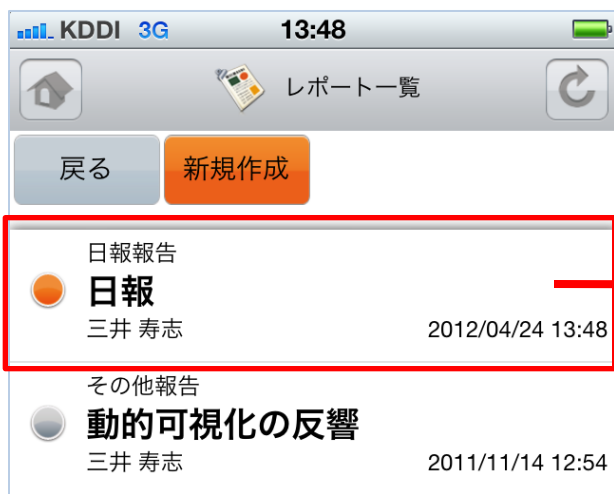 KDDI 3G 13:48
レポート一覧
戻る 新規作成
日報報告
日報
三井 寿志 2012/04/24 13:48
その他報告
動的可視化の反響
三井 寿志 2011/11/14 12:54